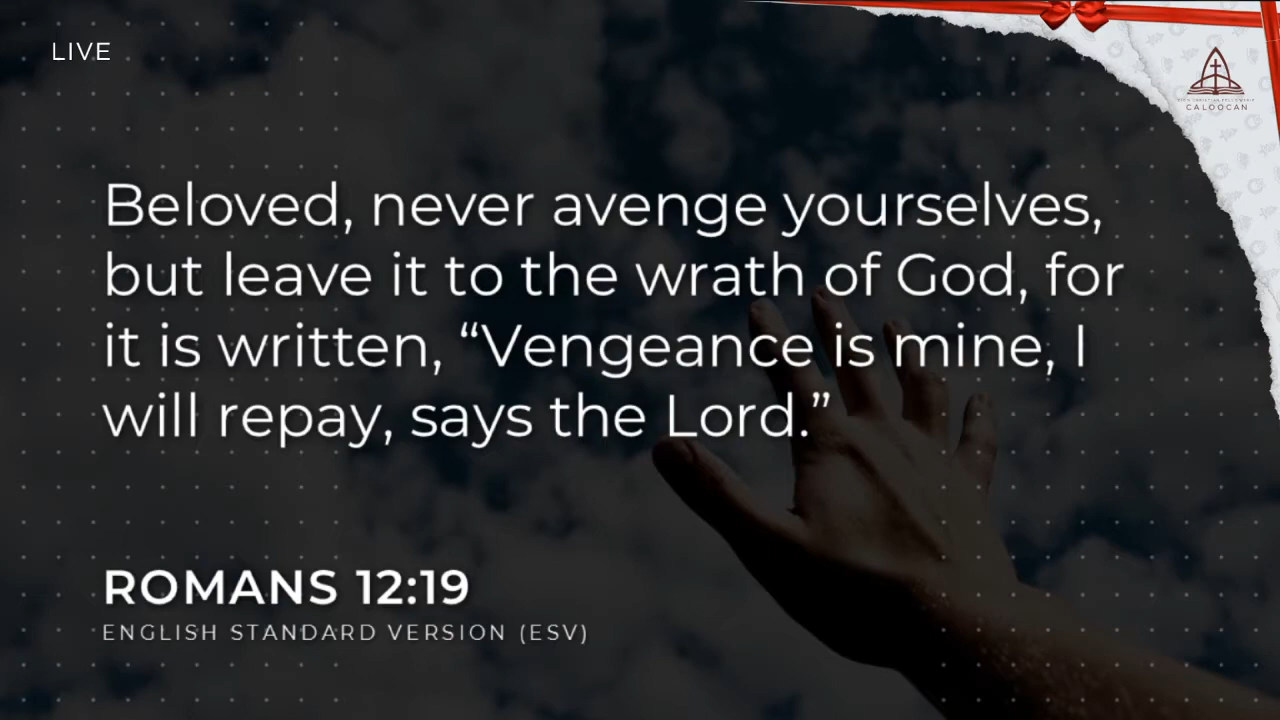 LIVE
CALOOCAN
Beloved, never avenge yourselves,
but leave it to the wrath of God, for
it is written, “Vengeance is mine, I
will repay, says the Lord.”
ROMANS 12:19
ENGLISH STANDARD VERSION (ESV)